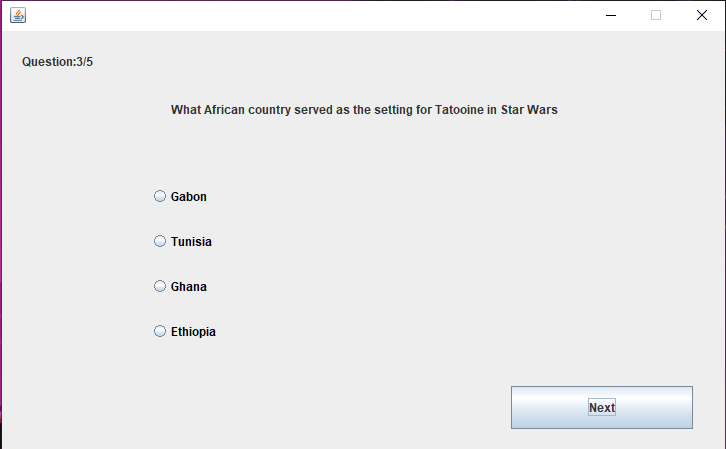 Question:3/5
What African country served as the setting for Tatooine in Star Wars
Gabon
Tunisia
Ghana
Ethiopia
Next